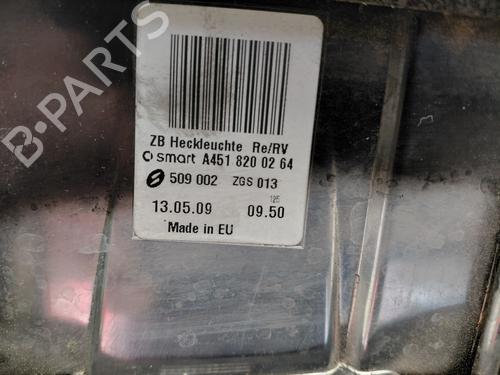 B-PARTS
ZB Heckleuchte Re/RV
smart A451 820 02 64
509 002 ZGS 013
125
13.05.09 09.50
Made in EU